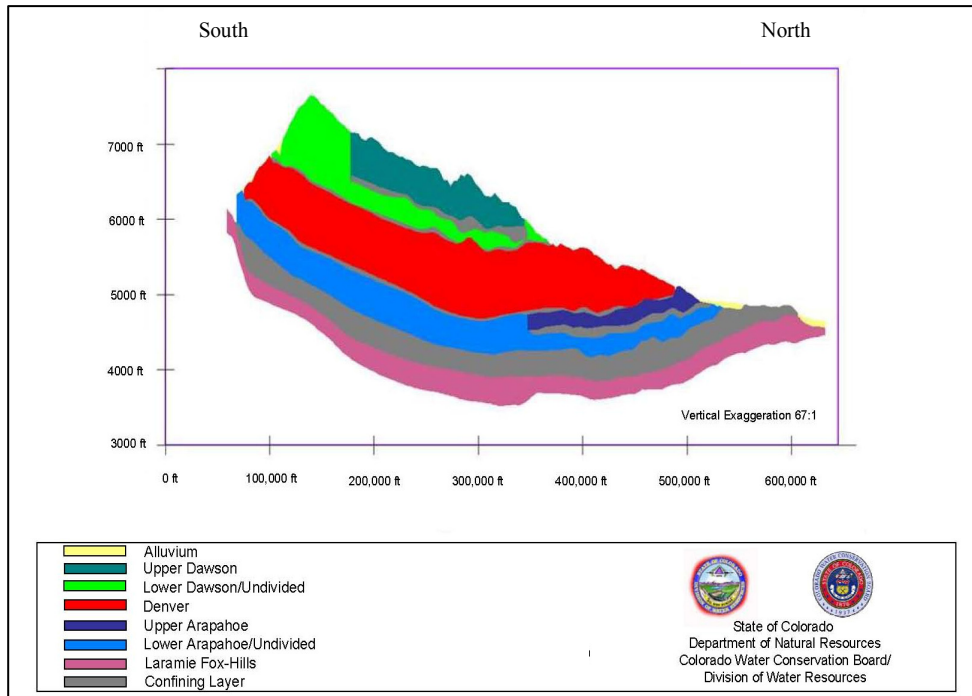 South North
7000 ft
6000 ft
5000 ft
4000 ft
Vertical Exaggeration 67:1
3000 ft
0 ft 100,000 ft 200,000 ft 300,000 ft 400,000 ft 500,000 ft 600,000 ft
Alluvium
Upper Dawson
Lower Dawson/Undivided
Denver
Upper Arapahoe
Lower Arapahoe/Undivided
Laramie Fox-Hills
Confining Layer
State of Colorado
Department of Natural Resources
Colorado Water Conservation Board/
Division of Water Resources